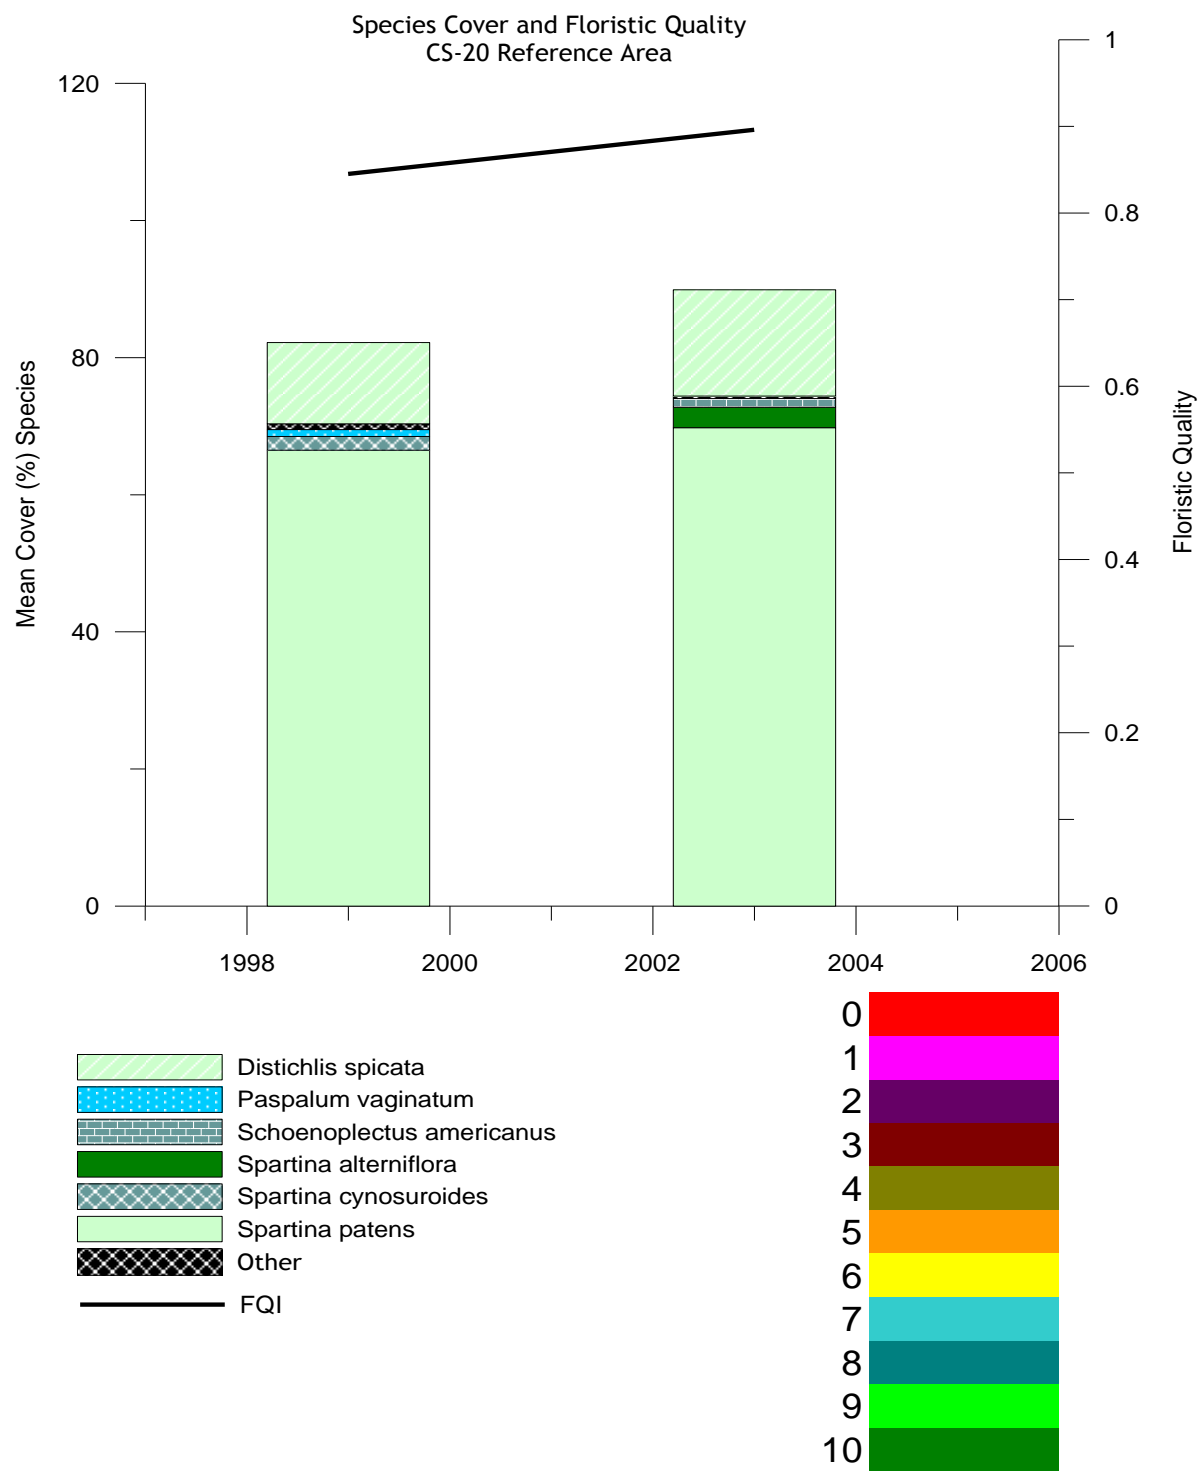 Species Cover and Floristic Quality
CS-20 Reference Area
120
80
40
0
Mean Cover (%) Species
1
0.8
0.6
0.4
0.2
0
Floristic Quality
1998 2000 2002 2004 2006
Distichlis spicata
Paspalum vaginatum
Schoenoplectus americanus
Spartina alterniflora
Spartina cynosuroides
Spartina patens
Other
FQI
0
1
2
3
4
5
6
7
8
9
10